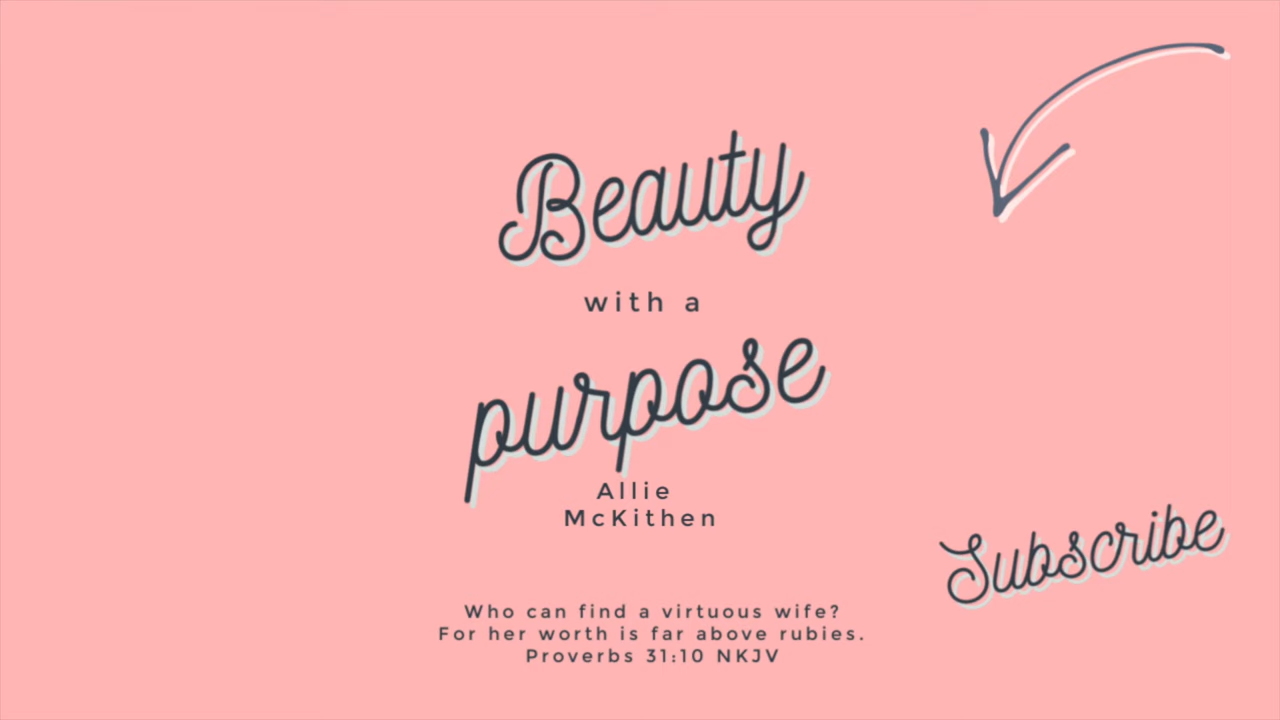 Beauty
with a
purpose
Allie
McKithen
Subscribe
Who can find a virtuous wife?
For her worth is far above rubies.
Proverbs 31:10 NKJV